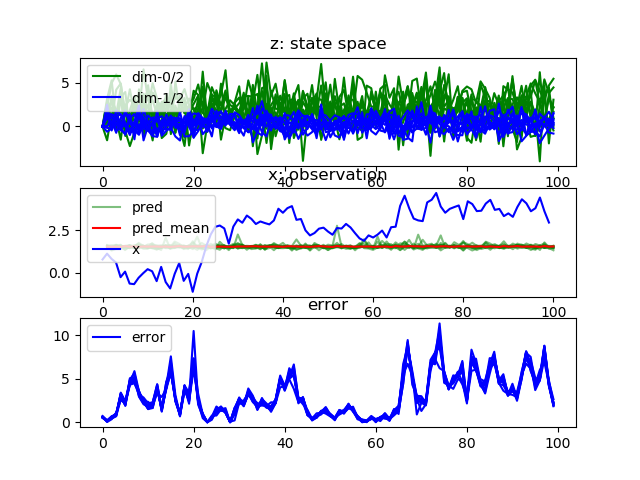 z: state space
5
0
dim-0/2
dim-1/2
0 20 40 60 80 100
x: observation
2.5
0.0
pred
pred_mean
x
0 20 40 60 80 100
error
10
5
0
error
0 20 40 60 80 100